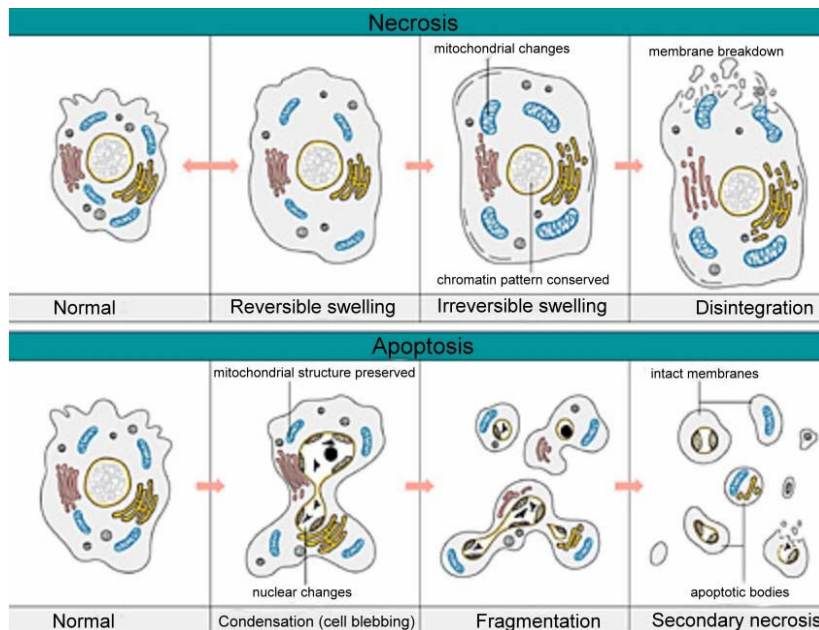 Necrosis
mitochondrial changes
membrane breakdown
chromatin pattern conserved
Normal
Reversible swelling
Irreversible swelling
Disintegration
Apoptosis
mitochondrial structure preserved
intact membranes
nuclear changes
apoptotic bodies
Normal
Condensation (cell blebbing)
Fragmentation
Secondary necrosis